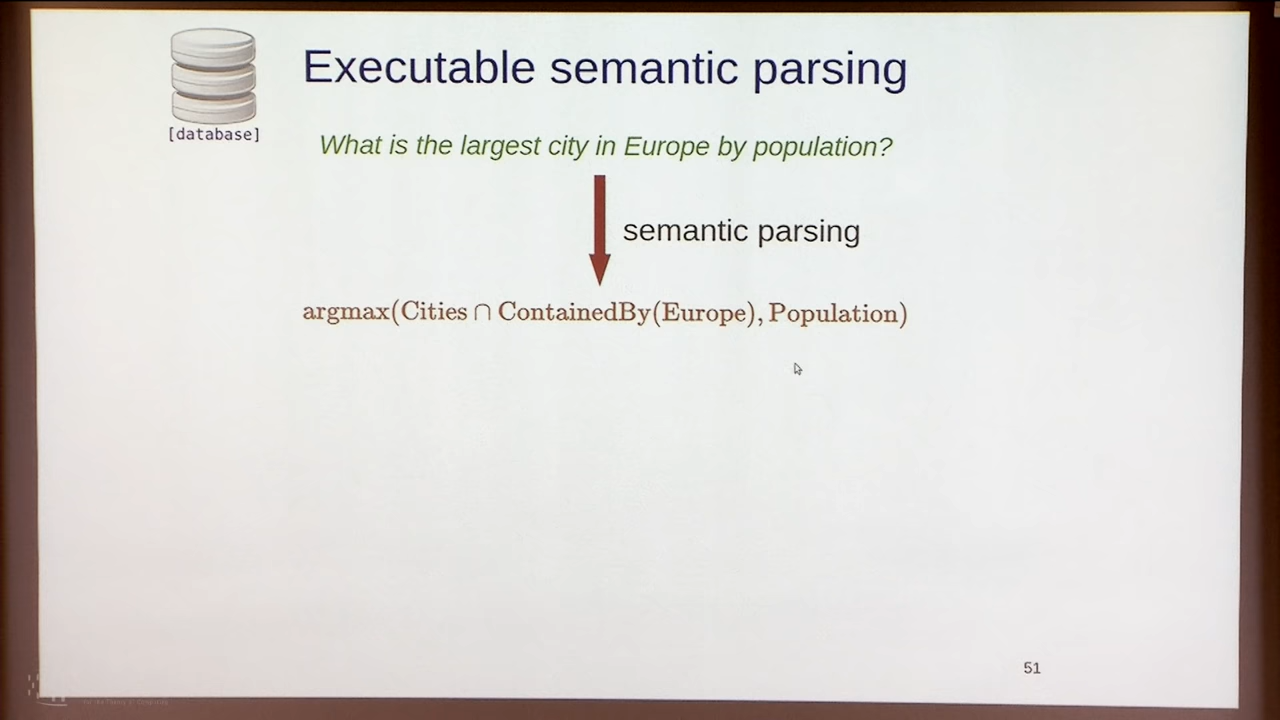 Executable semantic parsing
[database]
What is the largest city in Europe by population?
semantic parsing
argmax(Cities ∩ ContainedBy(Europe), Population)
51